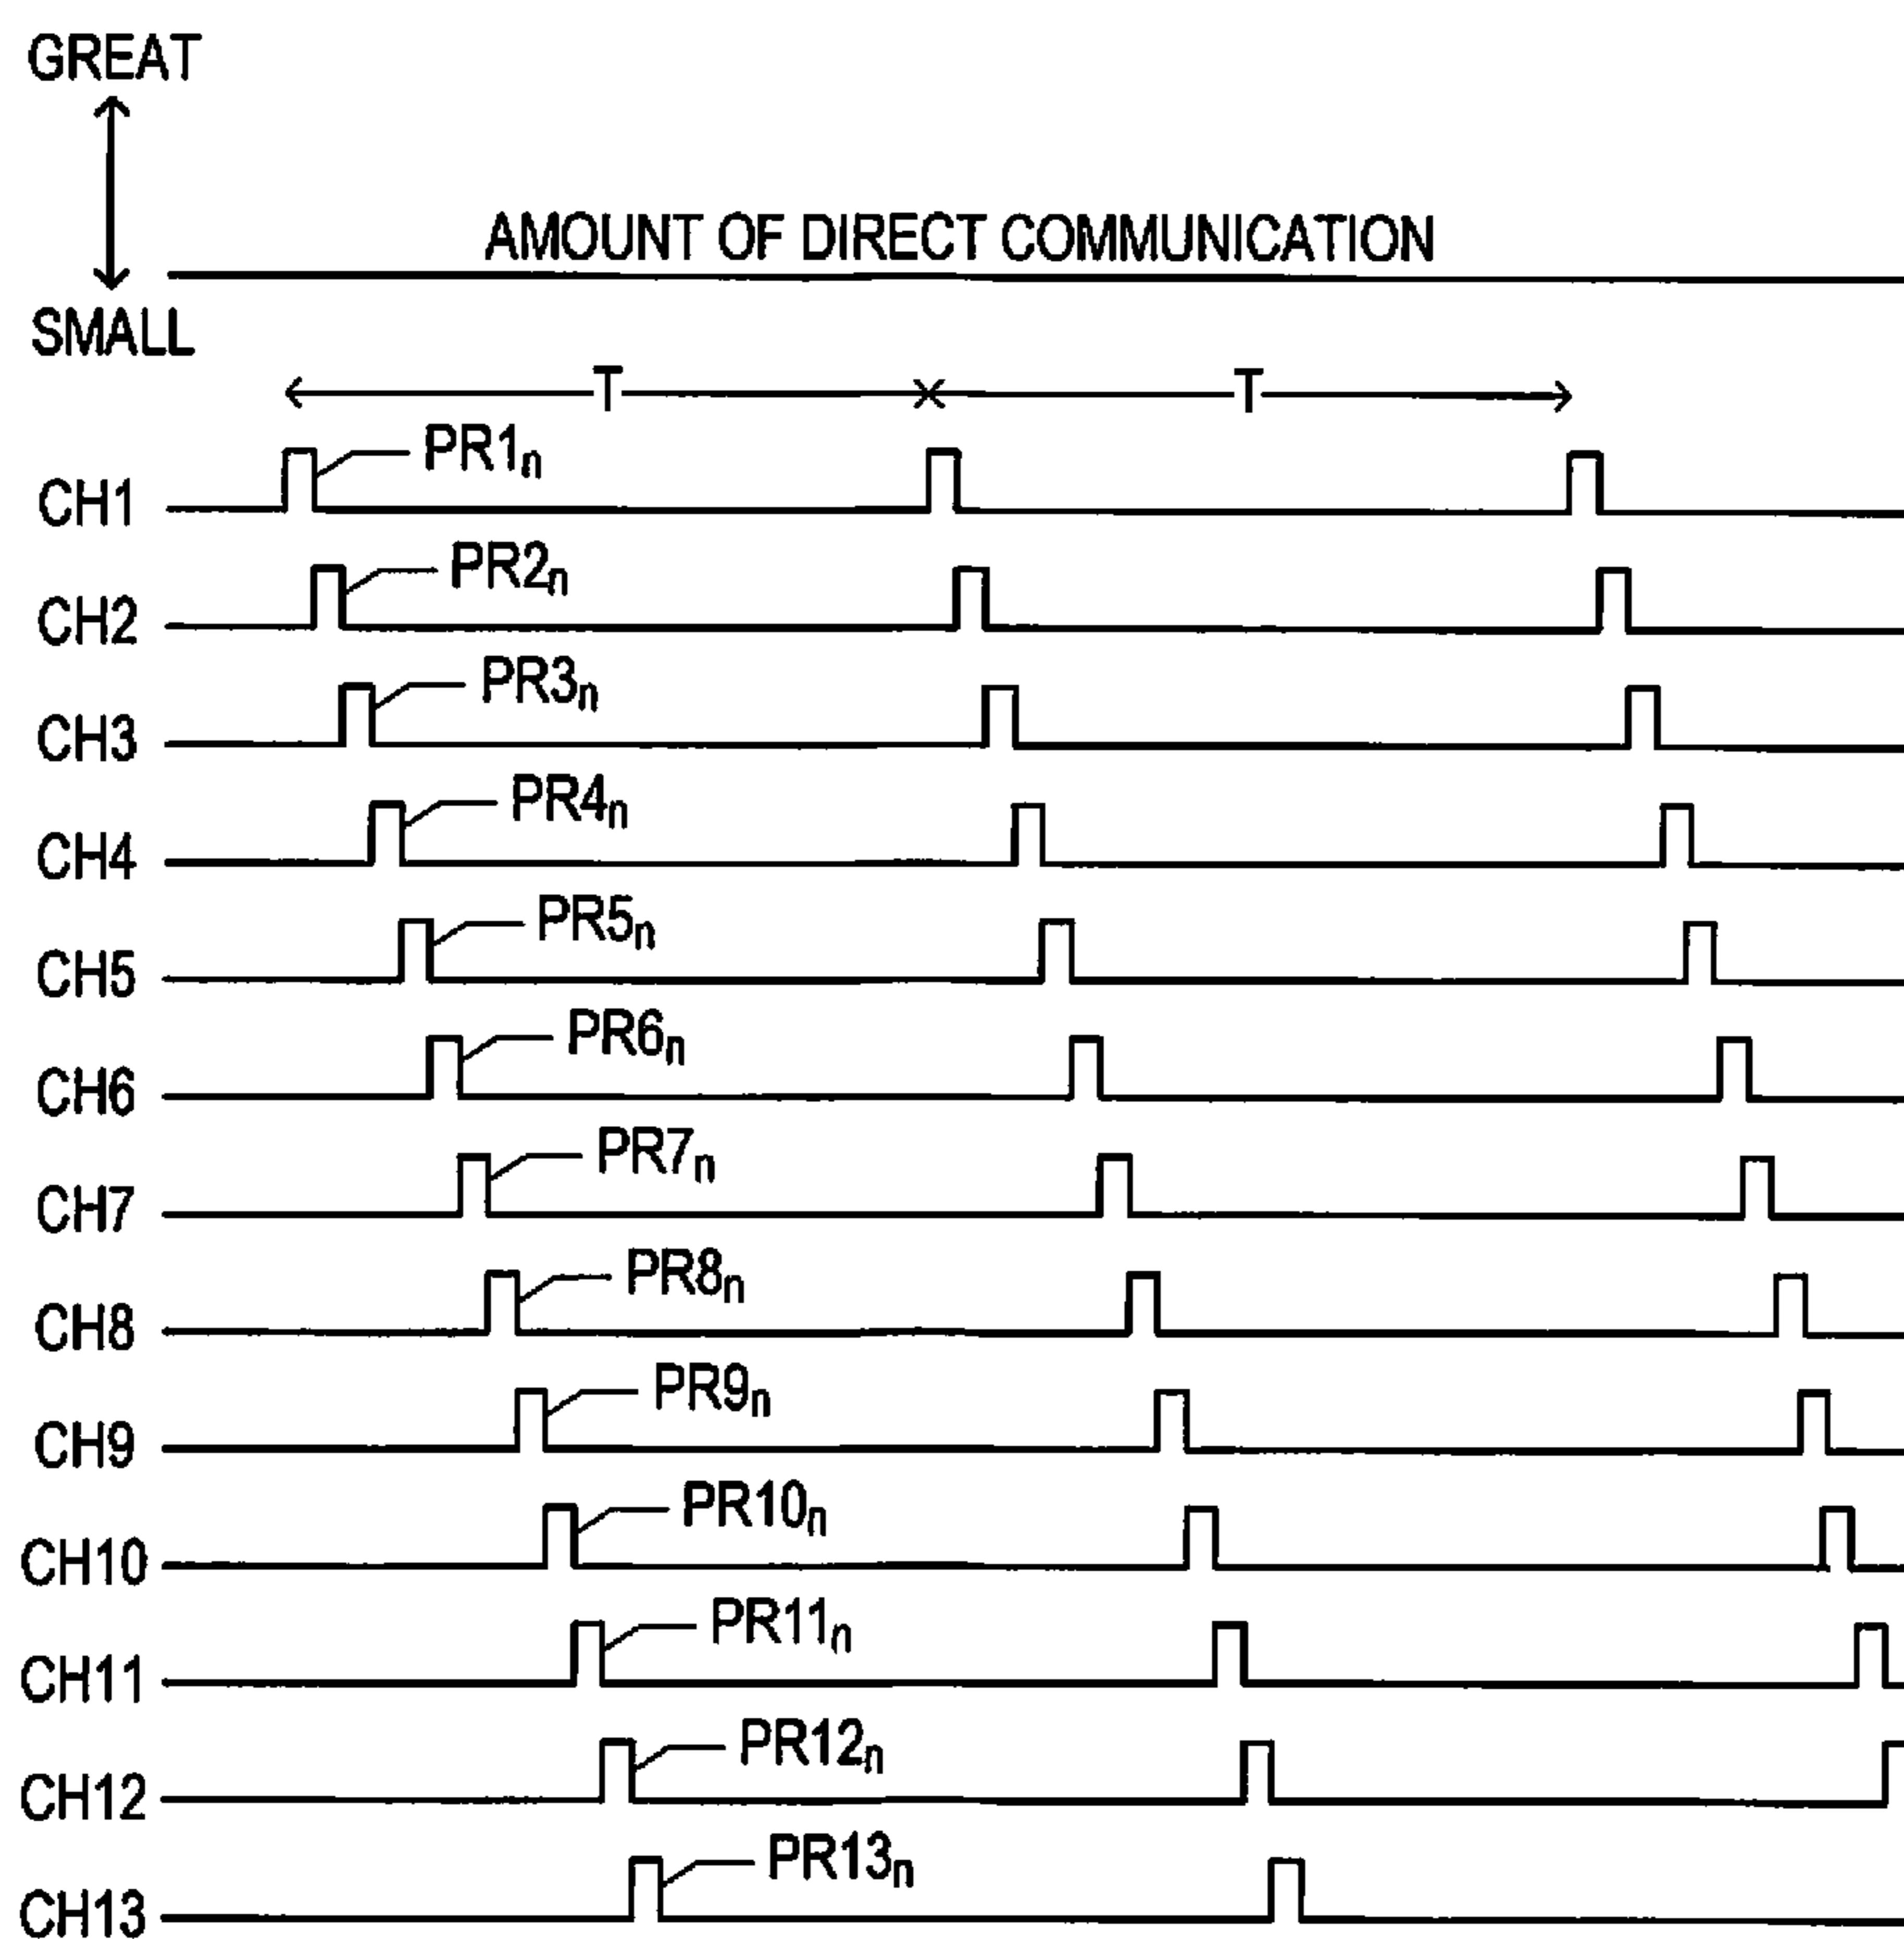 GREAT
AMOUNT OF DIRECT COMMUNICATION
SMALL
T T
PR1n
CH1
PR2n
CH2
PR3n
CH3
PR4n
CH4
PR5n
CH5
PR6n
CH6
PR7n
CH7
PR8n
CH8
PR9n
CH9
PR10n
CH10
PR11n
CH11
PR12n
CH12
PR13n
CH13